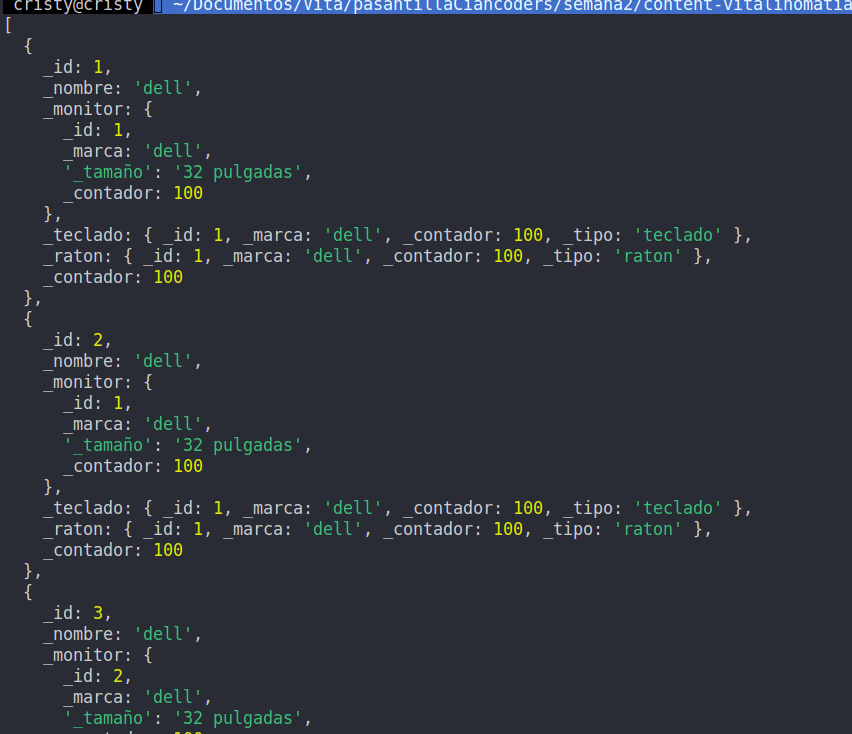 cristy@cristy ~/Documentos/Vita/pasantillaCiancoders/semana2/content-Vitalinomatia
[
{
_id: 1,
_nombre: 'dell',
_monitor: {
_id: 1,
_marca: 'dell',
'_tamaño': '32 pulgadas',
_contador: 100
},
_teclado: { _id: 1, _marca: 'dell', _contador: 100, _tipo: 'teclado' },
_raton: { _id: 1, _marca: 'dell', _contador: 100, _tipo: 'raton' },
_contador: 100
},
{
_id: 2,
_nombre: 'dell',
_monitor: {
_id: 1,
_marca: 'dell',
'_tamaño': '32 pulgadas',
_contador: 100
},
_teclado: { _id: 1, _marca: 'dell', _contador: 100, _tipo: 'teclado' },
_raton: { _id: 1, _marca: 'dell', _contador: 100, _tipo: 'raton' },
_contador: 100
},
{
_id: 3,
_nombre: 'dell',
_monitor: {
_id: 2,
_marca: 'dell',
'_tamaño': '32 pulgadas',